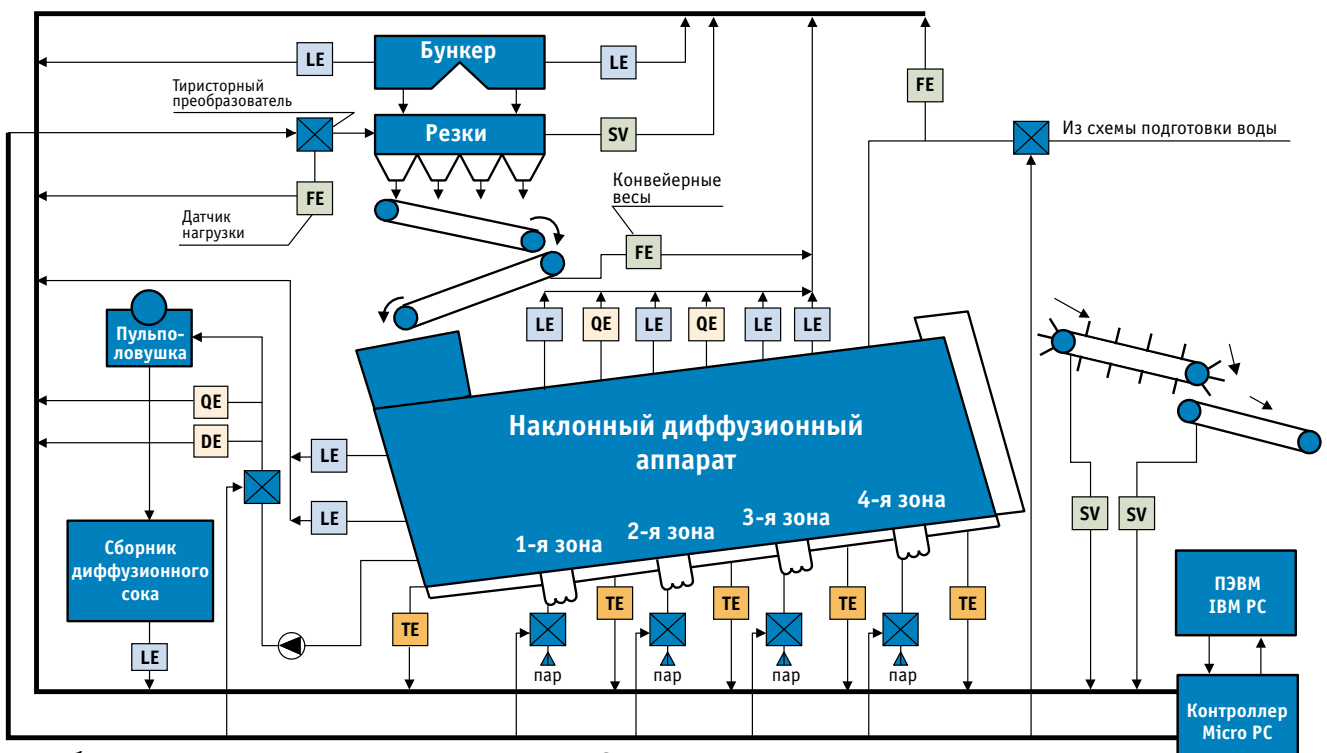 LE
Бункер
LE
FE
Тиристорный
преобразователь
Резки
SV
Из схемы подготовки воды
FE
Датчик
нагрузки
Конвейерные
весы
FE
Пульпо-
ловушка
LE
QE
LE
QE
LE
LE
QE
DE
LE
LE
Наклонный диффузионный
аппарат
1-я зона
2-я зона
3-я зона
4-я зона
SV
SV
Сборник
диффузионного
сока
LE
TE
TE
TE
TE
TE
пар
пар
пар
пар
ПЭВМ
IBM PC
Контроллер
Micro PC